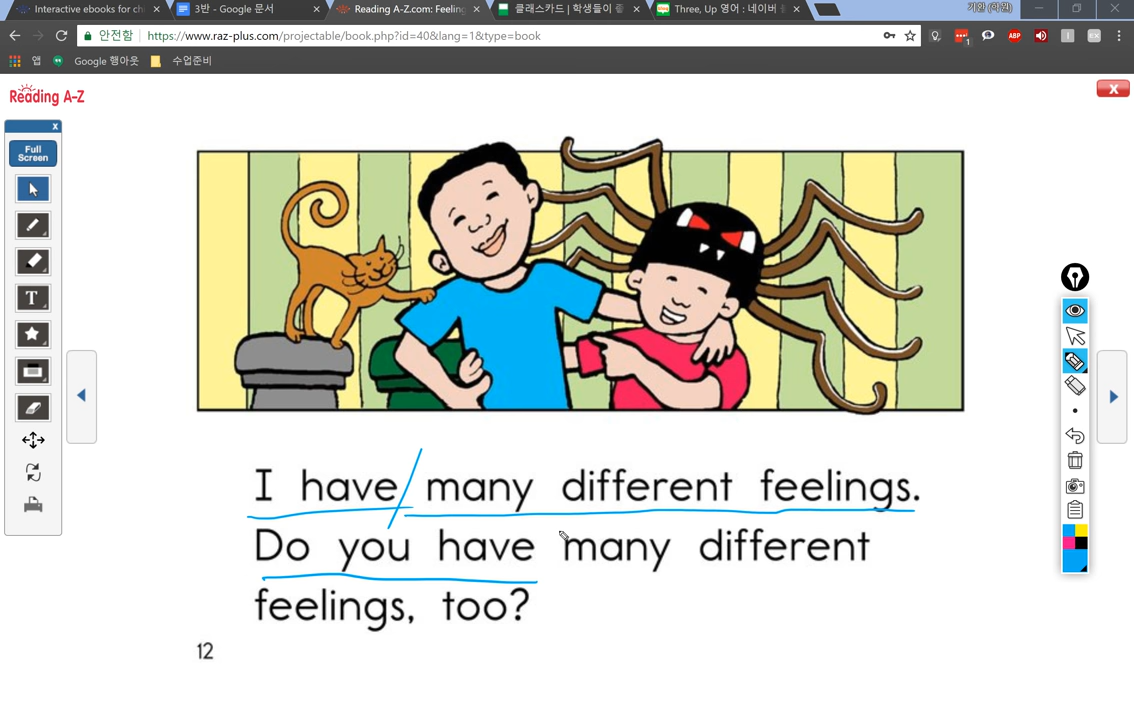 Interactive ebooks for chi
3반 - Google 문서
Reading A-Z.com: Feeling
클래스카드 | 학생들이 좋
Three, Up 영어 : 네이버
안전함 https://www.raz-plus.com/projectable/book.php?id=40&lang=1&type=book
앱 Google 행아웃 수업준비
Reading A-Z
X
x
Full
Screen
T
ABP
1
I have many different feelings.
Do you have many different
feelings, too?
12